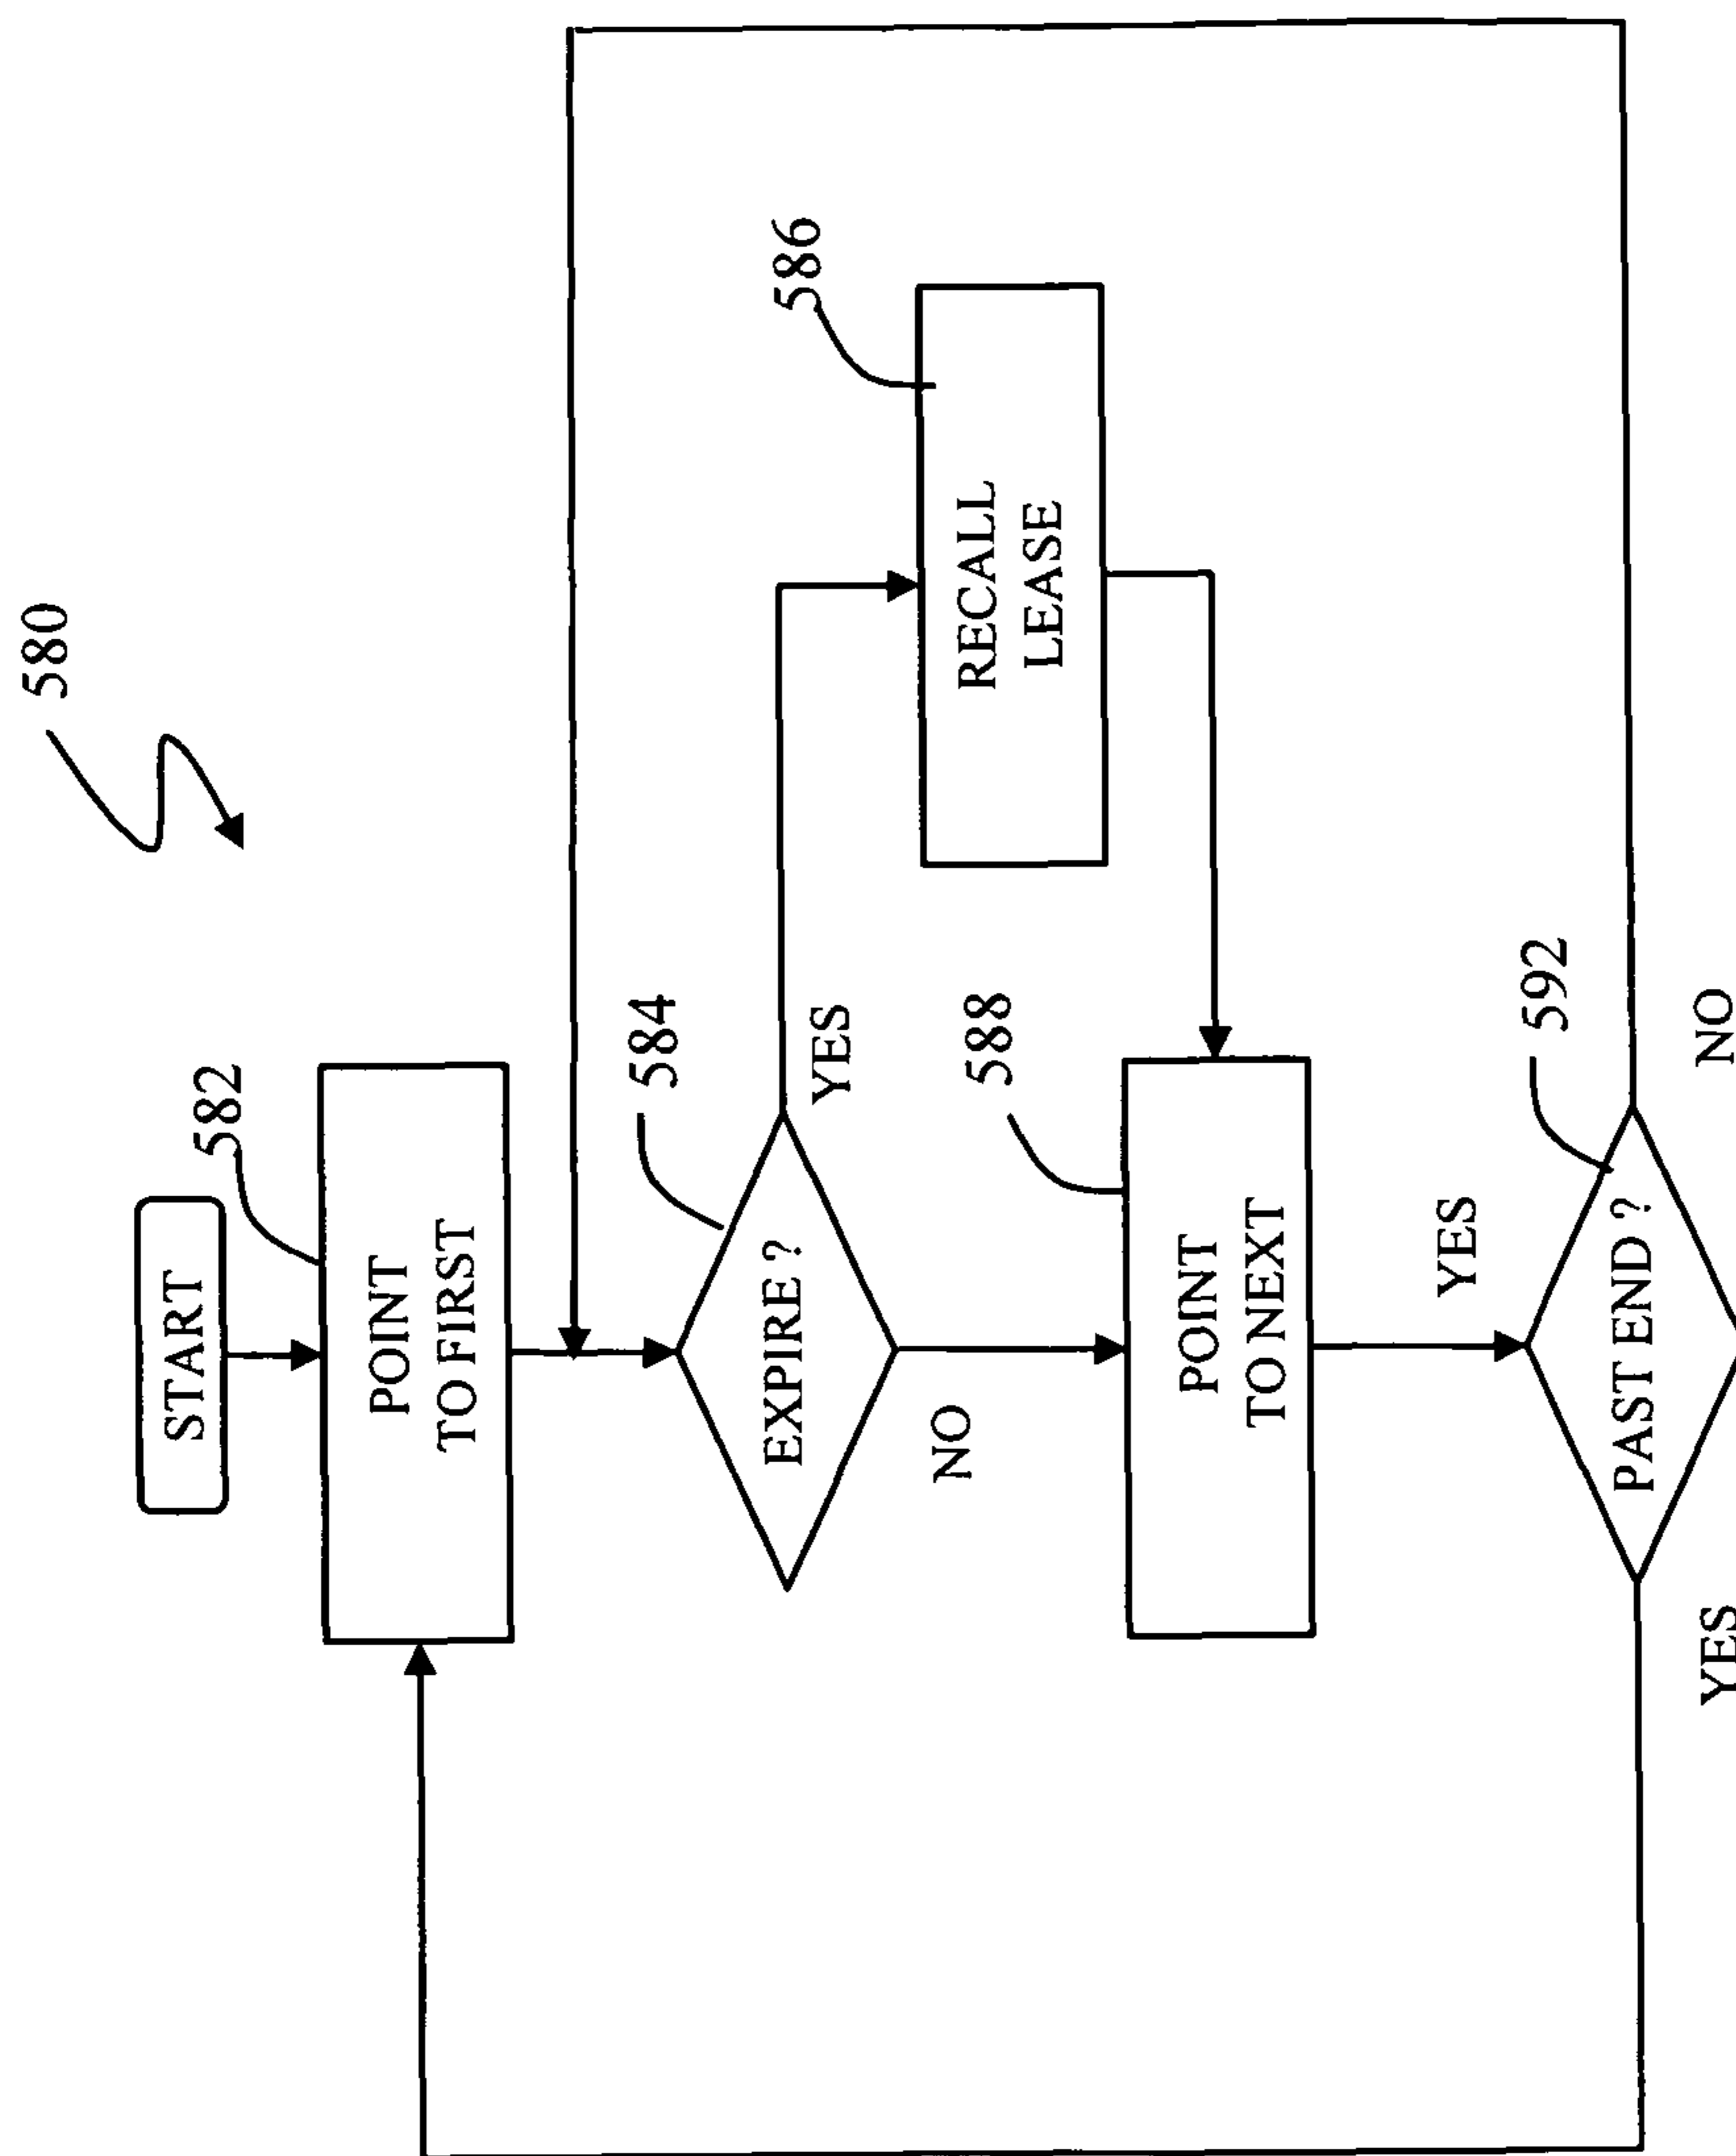 580
START
582
POINT
TO FIRST
584
EXPIRE ?
YES
586
RECALL
LEASE
NO
588
POINT
TO NEXT
YES
592
PAST END ?
NO
YES